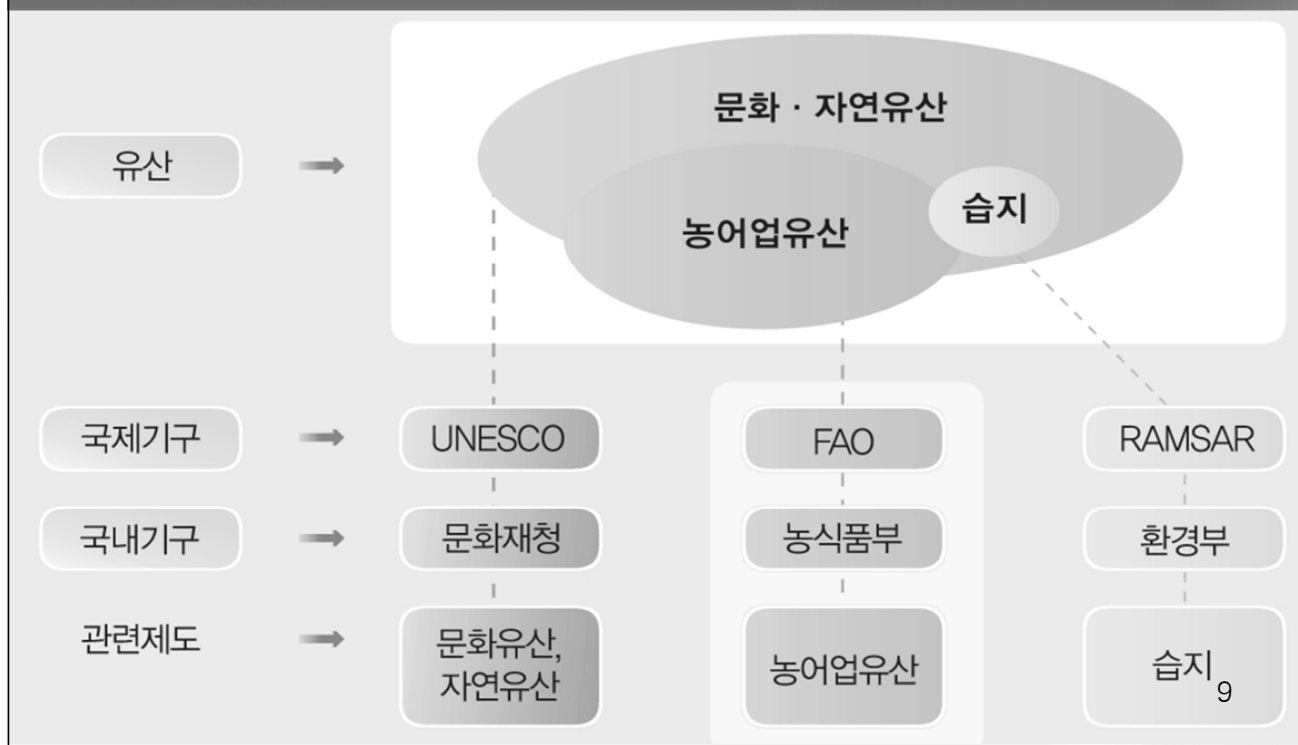 문화 · 자연유산
유산
습지
농어업유산
국제기구
UNESCO
FAO
RAMSAR
국내기구
문화재청
농식품부
환경부
관련제도
문화유산,
자연유산
농어업유산
습지
9